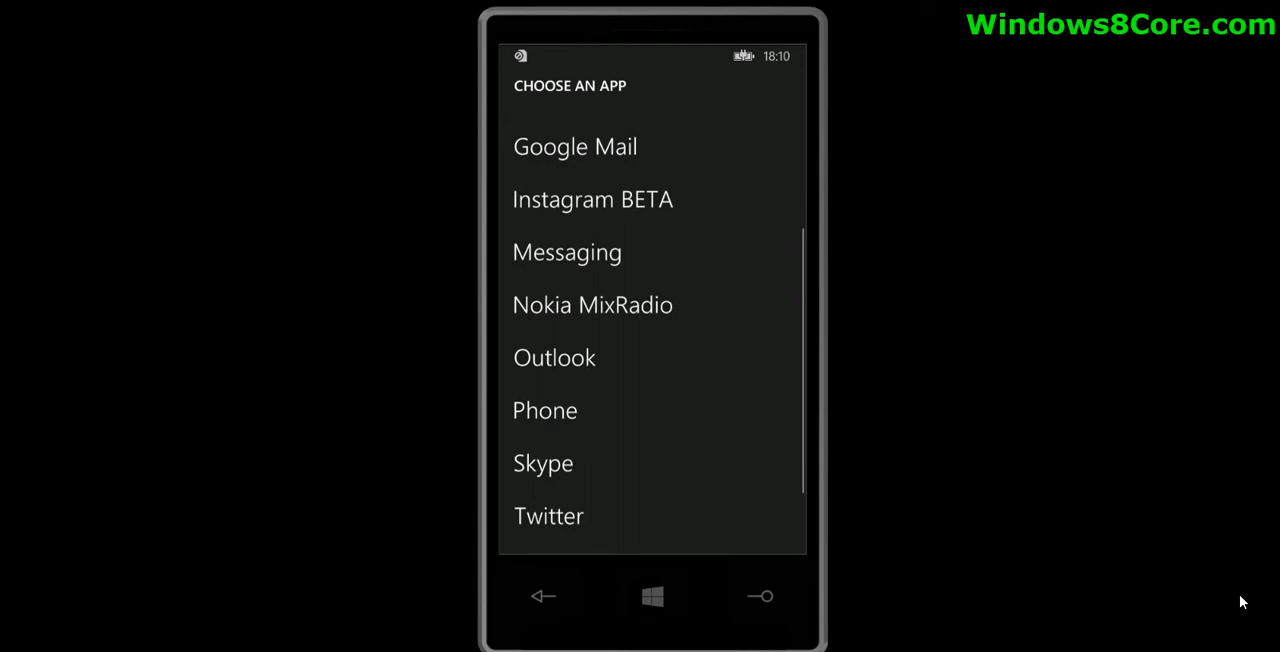 Windows8Core.com
18:10
CHOOSE AN APP
Google Mail
Instagram BETA
Messaging
Nokia MixRadio
Outlook
Phone
Skype
Twitter